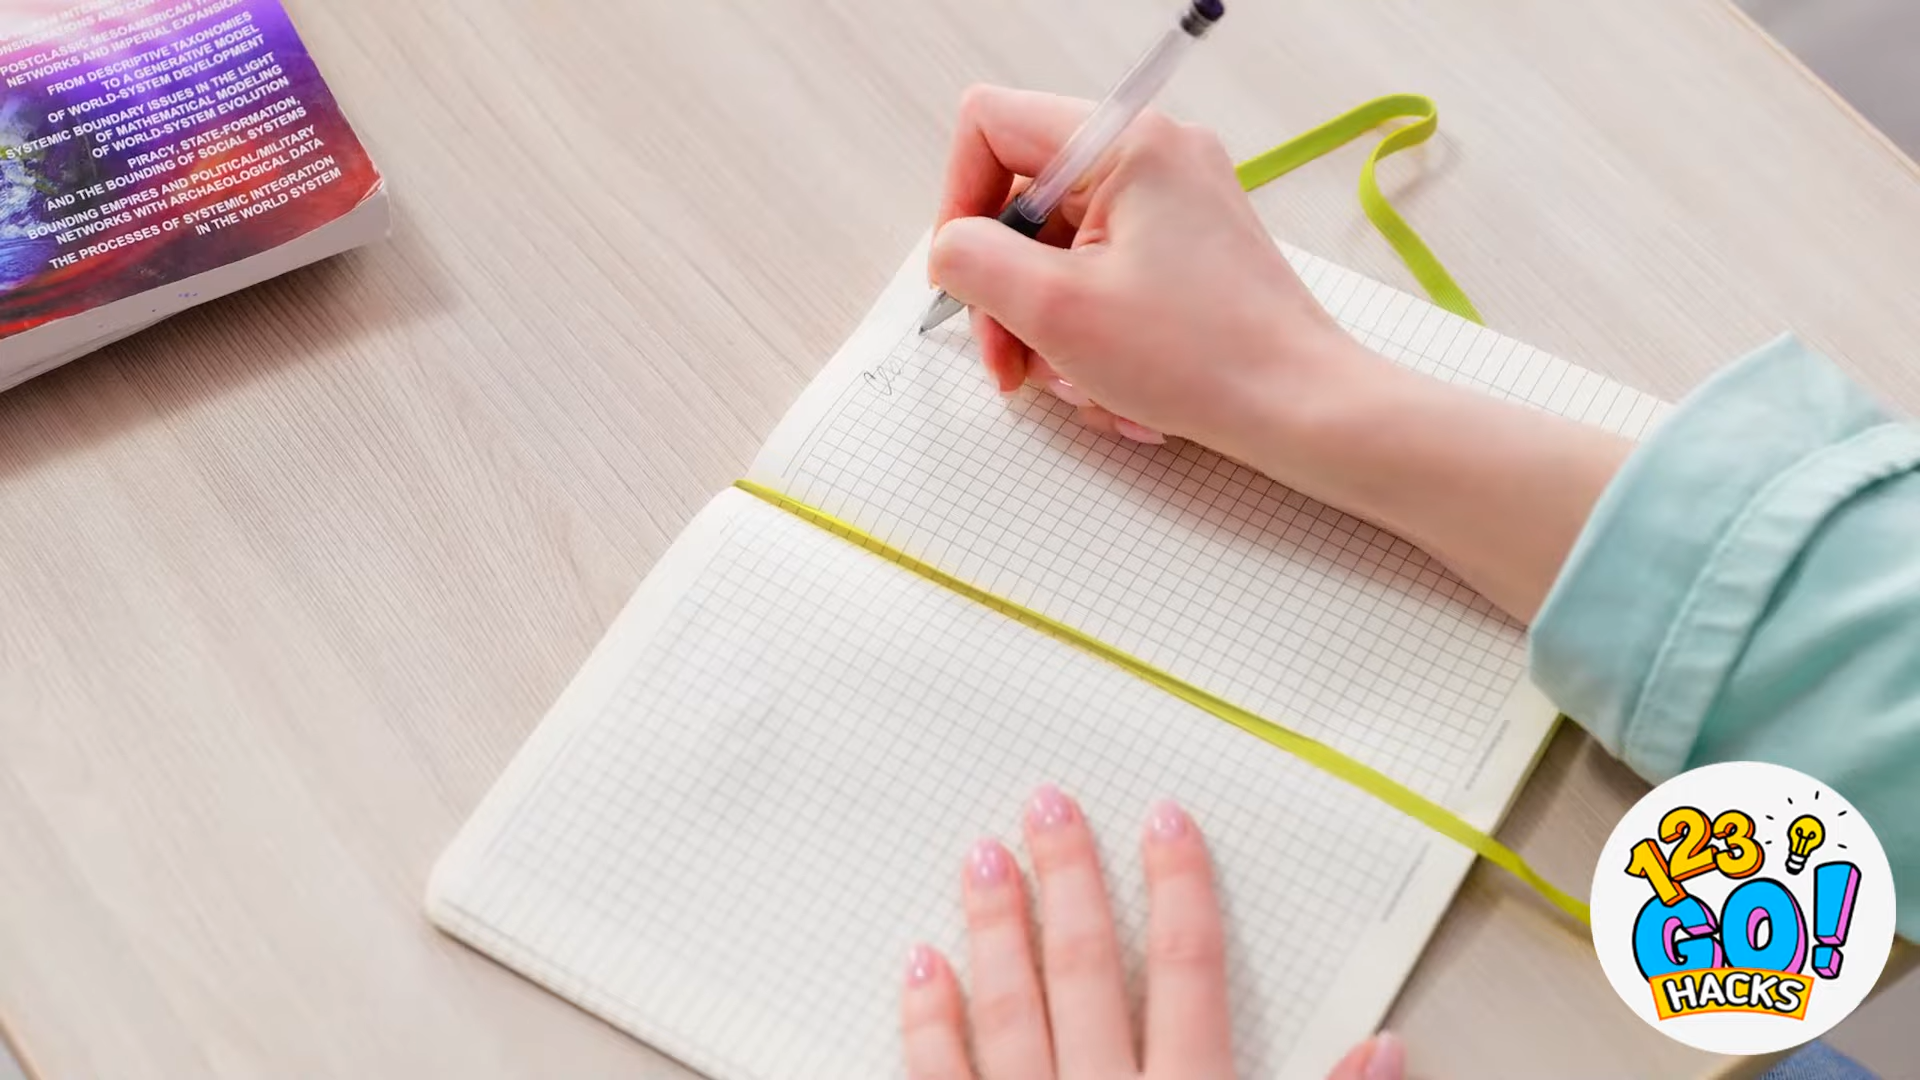 NETWORKS AND IMPERIAL EXPANSION
FROM DESCRIPTIVE TAXONOMIES
TO A GENERATIVE MODEL
OF WORLD-SYSTEM DEVELOPMENT
SYSTEMIC BOUNDARY ISSUES IN THE LIGHT
OF MATHEMATICAL MODELING
OF WORLD-SYSTEM EVOLUTION
PIRACY, STATE-FORMATION,
AND THE BOUNDING OF SOCIAL SYSTEMS
BOUNDING EMPIRES AND POLITICAL/MILITARY
NETWORKS WITH ARCHAEOLOGICAL DATA
THE PROCESSES OF SYSTEMIC INTEGRATION
IN THE WORLD SYSTEM
123
GO!
HACKS